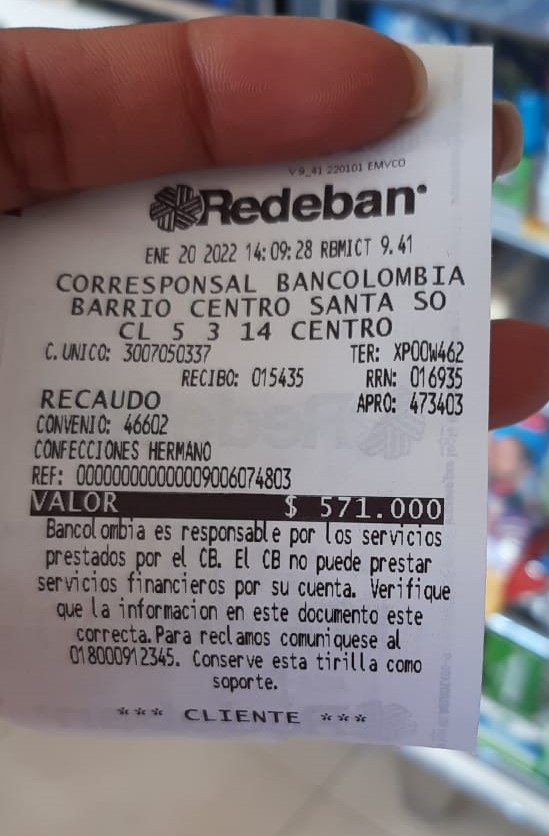 V9_41 220101 EMVCO
Redeban
ENE 20 2022 14:09:28 RBMICT 9.41
CORRESPONSAL BANCOLOMBIA
BARRIO CENTRO SANTA SO
CL 5 3 14 CENTRO
C.UNICO: 3007050337 TER: XPOOW462
RECIBO: 015435 RRN: 016935
RECAUDO APRO: 473403
CONVENIO: 46602
CONFECCIONES HERMANO
REF: 000000000000009006074803
VALOR $ 571.000
Bancolombia es responsable por los servicios
prestados por el CB. El CB no puede prestar
servicios financieros por su cuenta. Verifique
que la informacion en este documento este
correcta.Para reclamos comuniquese al
018000912345. Conserve esta tirilla como
soporte.
*** CLIENTE ***